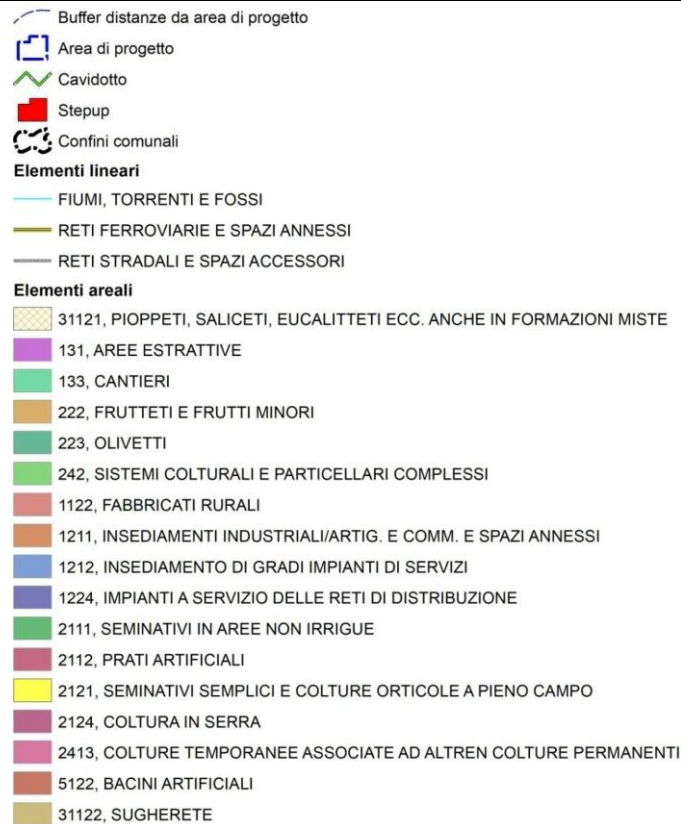 Buffer distanze da area di progetto
Area di progetto
Cavidotto
Stepup
Confini comunali
Elementi lineari
FIUMI, TORRENTI E FOSSI
RETI FERROVIARIE E SPAZI ANNESSI
RETI STRADALI E SPAZI ACCESSORI
Elementi areali
31121, PIOPPETI, SALICETI, EUCALITTETI ECC. ANCHE IN FORMAZIONI MISTE
131, AREE ESTRATTIVE
133, CANTIERI
222, FRUTTETI E FRUTTI MINORI
223, OLIVETTI
242, SISTEMI COLTURALI E PARTICELLARI COMPLESSI
1122, FABBRICATI RURALI
1211, INSEDIAMENTI INDUSTRIALI/ARTIG. E COMM. E SPAZI ANNESSI
1212, INSEDIAMENTO DI GRADI IMPIANTI DI SERVIZI
1224, IMPIANTI A SERVIZIO DELLE RETI DI DISTRIBUZIONE
2111, SEMINATIVI IN AREE NON IRRIGUE
2112, PRATI ARTIFICIALI
2121, SEMINATIVI SEMPLICI E COLTURE ORTICOLE A PIENO CAMPO
2124, COLTURA IN SERRA
2413, COLTURE TEMPORANEE ASSOCIATE AD ALTREN COLTURE PERMANENTI
5122, BACINI ARTIFICIALI
31122, SUGHERETE